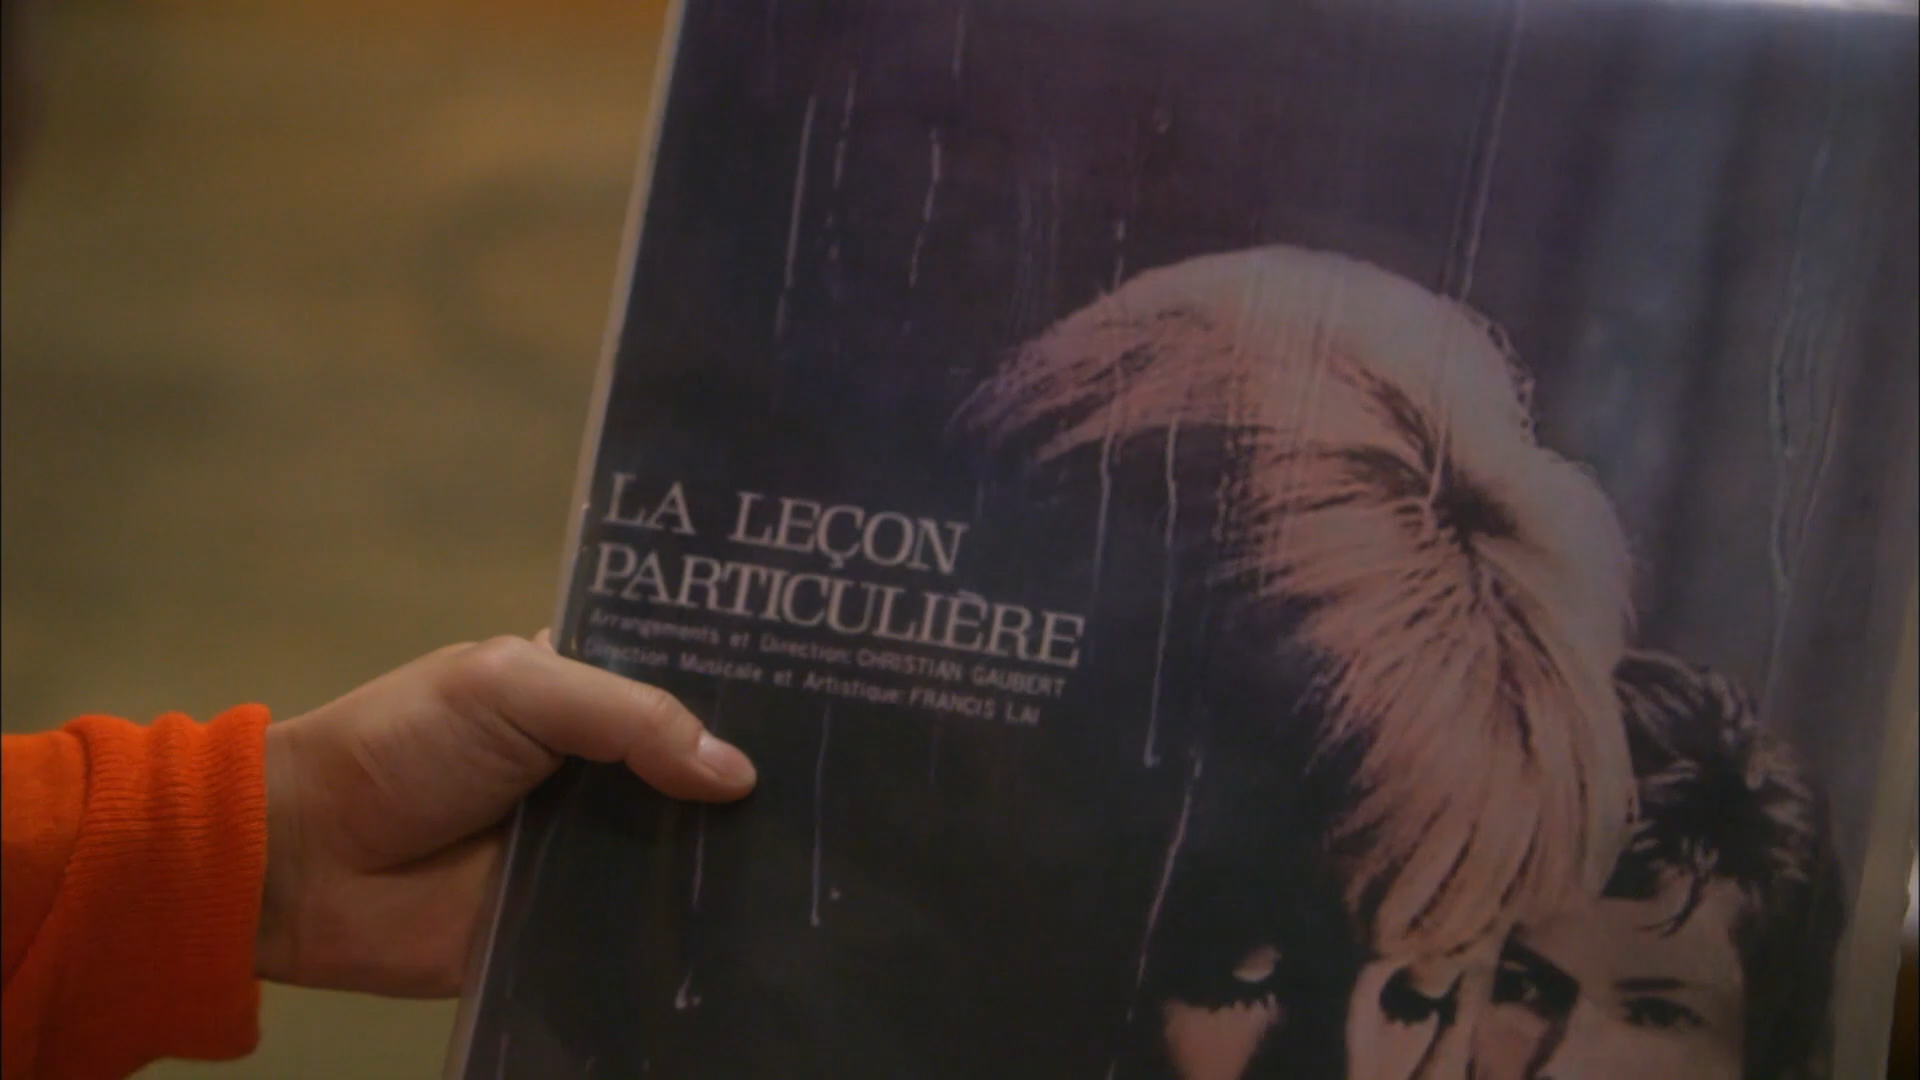 LA LEÇON
PARTICULIÈRE
Arrangements et Direction: CHRISTIAN GAUBERT
Direction Musicale et Artistique: FRANCIS LAI